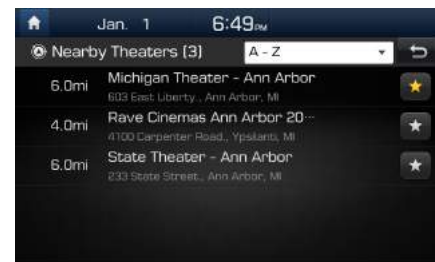 Jan. 1 6:49PM
Nearby Theaters (3) A - Z
6.0mi Michigan Theater - Ann Arbor
603 East Liberty., Ann Arbor, MI
4.0mi Rave Cinemas Ann Arbor 20···
4100 Carpenter Road., Ypsilanti, MI
6.0mi State Theater - Ann Arbor
233 State Street., Ann Arbor, MI